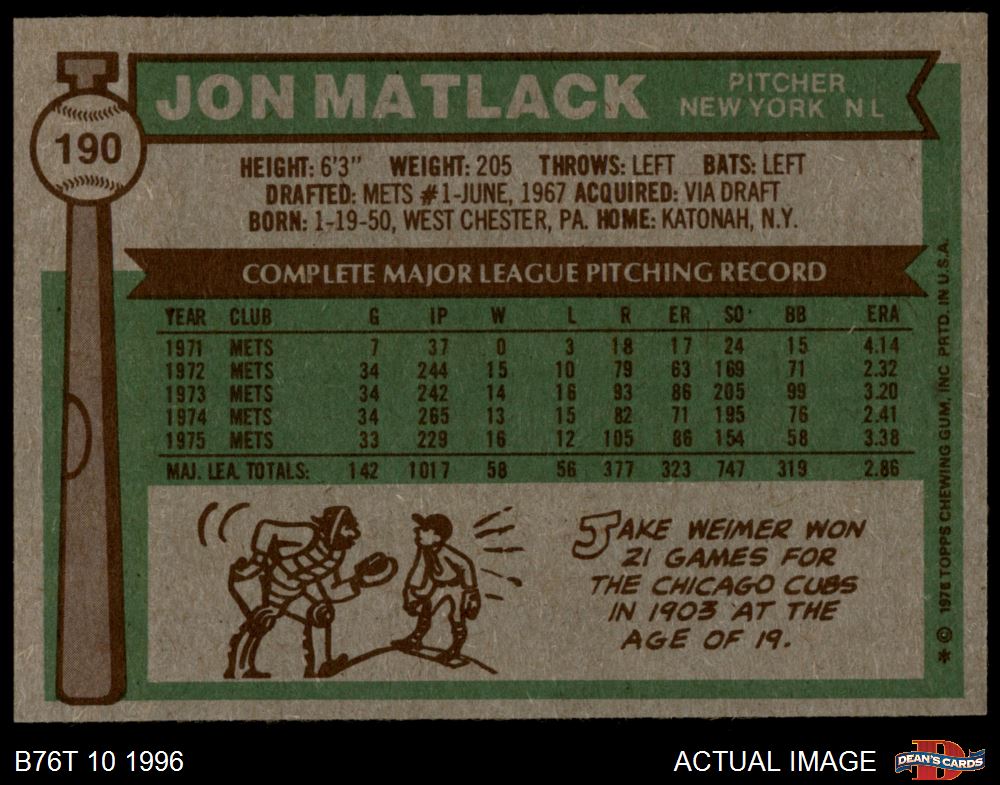 JON MATLACK
PITCHER
NEW YORK N L
190
HEIGHT: 6'3" WEIGHT: 205 THROWS: LEFT BATS: LEFT
DRAFTED: METS #1-JUNE, 1967 ACQUIRED: VIA DRAFT
BORN: 1-19-50, WEST CHESTER, PA. HOME: KATONAH, N.Y.
COMPLETE MAJOR LEAGUE PITCHING RECORD
YEAR CLUB G IP W L R ER SO BB ERA
1971 METS 7 37 0 3 18 17 24 15 4.14
1972 METS 34 244 15 10 79 63 169 71 2.32
1973 METS 34 242 14 16 93 86 205 99 3.20
1974 METS 34 265 13 15 82 71 195 76 2.41
1975 METS 33 229 16 12 105 86 154 58 3.38
MAJ. LEA. TOTALS: 142 1017 58 56 377 323 747 319 2.86
JAKE WEIMER WON
21 GAMES FOR
THE CHICAGO CUBS
IN 1903 AT THE
AGE OF 19.
* © 1976 TOPPS CHEWING GUM, INC PRTD. IN U.S.A.
B76T 10 1996
ACTUAL IMAGE
D
DEAN'S CARDS